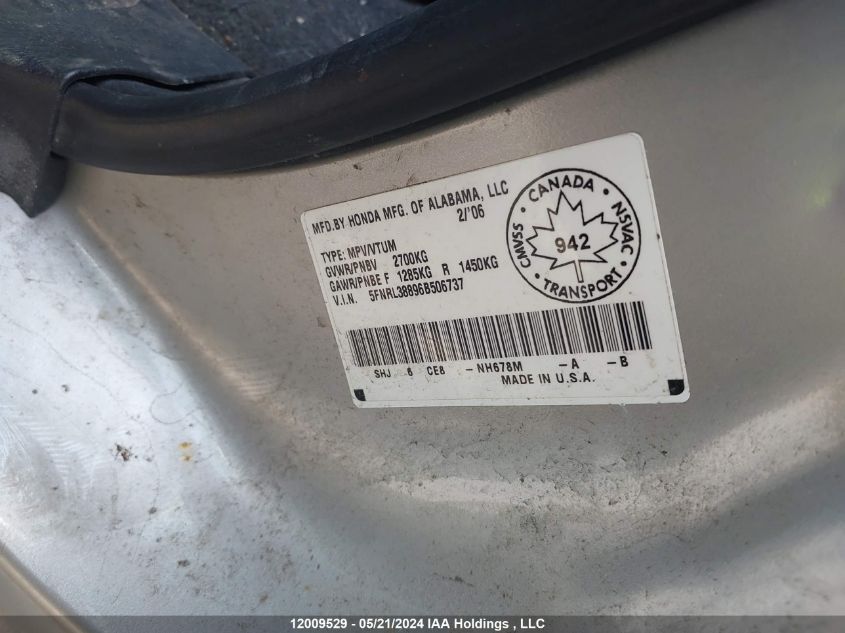 MFD.BY HONDA MFG. OF ALABAMA, LLC
2/'06
TYPE: MPV/VTUM
GVWR/PNBV 2700KG
GAWR/PNBE F 1285KG R 1450KG
V.I.N. 5FNRL38896B506737
CANADA
CMVSS
NSVAC
942
TRANSPORT
SHJ 6 CE8 -NH678M -A -B
MADE IN U.S.A.
12009529 - 05/21/2024 IAA Holdings , LLC